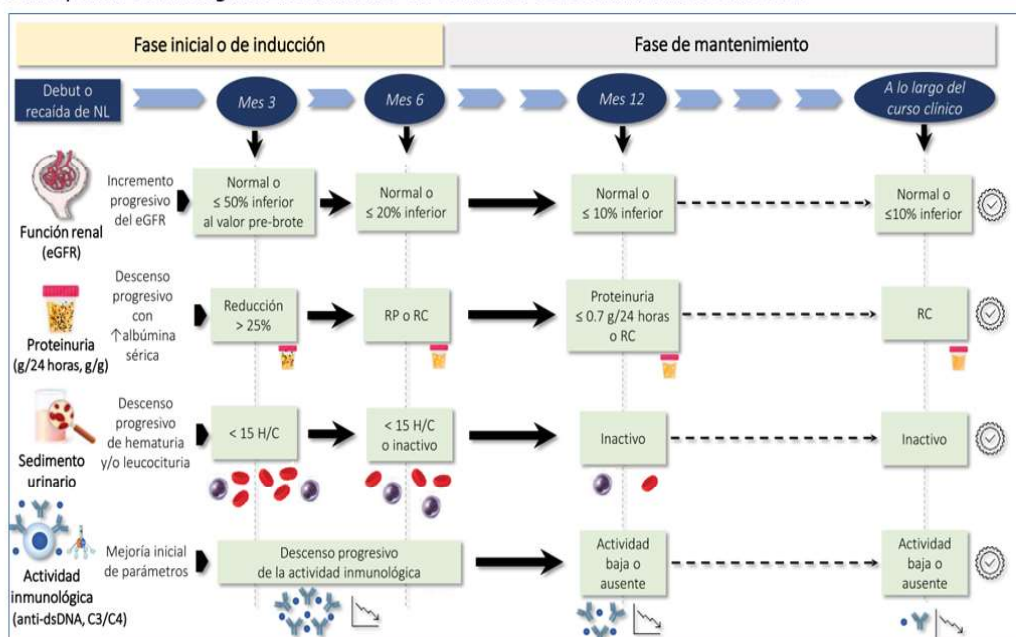 Fase inicial o de inducción
Fase de mantenimiento
Debut o
recaída de NL
Mes 3
Mes 6
Mes 12
A lo largo del
curso clínico
Función renal
(eGFR)
Incremento
progresivo
del eGFR
Normal o
≤ 50% inferior
al valor pre-brote
Normal o
≤ 20% inferior
Normal o
≤ 10% inferior
Normal o
≤10% inferior
Proteinuria
(g/24 horas, g/g)
Descenso
progresivo
con
↑albúmina
sérica
Reducción
> 25%
RP o RC
Proteinuria
≤ 0.7 g/24 horas
o RC
RC
Sedimento
urinario
Descenso
progresivo
de hematuria
y/o leucocituria
< 15 H/C
< 15 H/C
o inactivo
Inactivo
Inactivo
Actividad
inmunológica
(anti-dsDNA, C3/C4)
Mejoría inicial
de parámetros
Descenso progresivo
de la actividad inmunológica
Actividad
baja o
ausente
Actividad
baja o
ausente